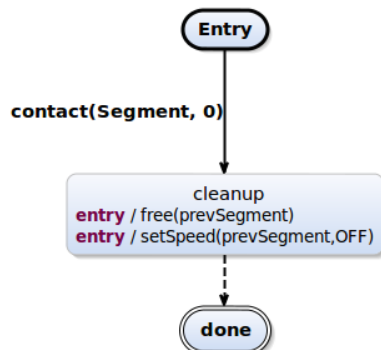 Entry
contact(Segment, 0)
cleanup
entry / free(prevSegment)
entry / setSpeed(prevSegment,OFF)
done